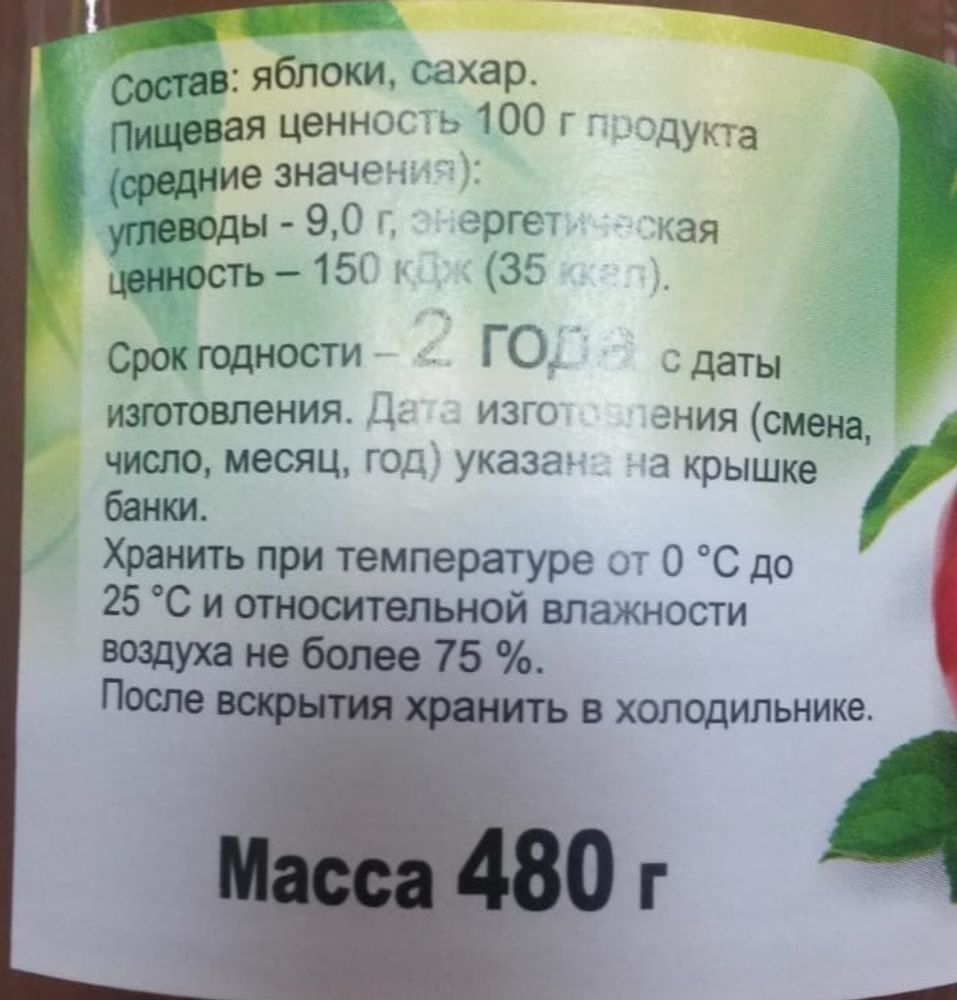 Состав: яблоки, сахар.
Пищевая ценность 100 г продукта
(средние значения):
углеводы - 9,0 г, энергетическая
ценность – 150 кДж (35 ккал).
Срок годности – 2 года с даты
изготовления. Дата изготовления (смена,
число, месяц, год) указана на крышке
банки.
Хранить при температуре от 0 °С до
25 °С и относительной влажности
воздуха не более 75 %.
После вскрытия хранить в холодильнике.
Масса 480 г